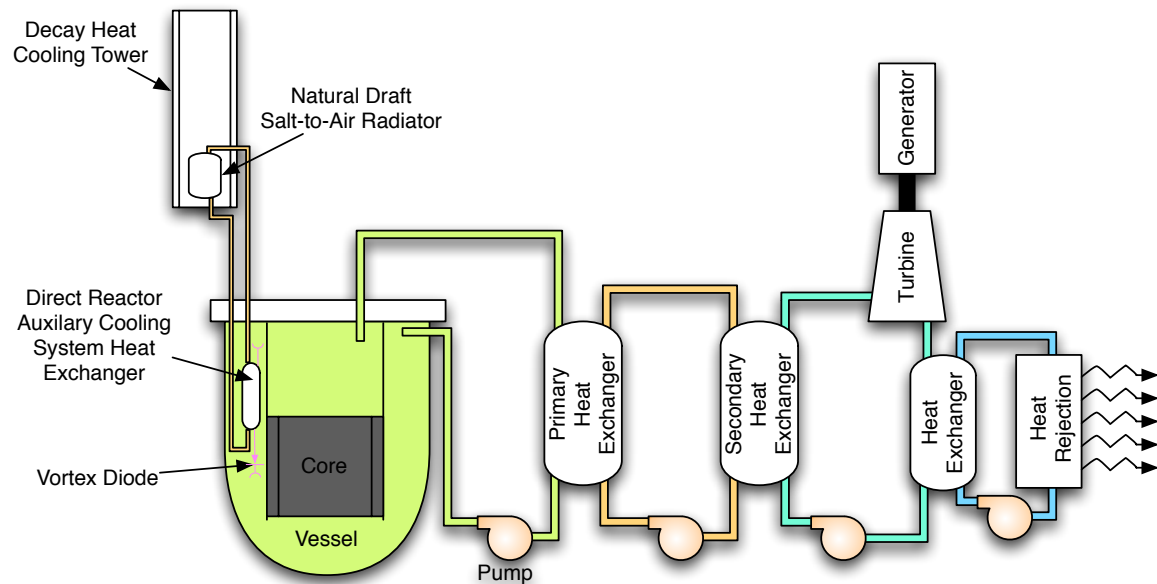 Decay Heat
Cooling Tower
Natural Draft
Salt-to-Air Radiator
Direct Reactor
Auxilary Cooling
System Heat
Exchanger
Vortex Diode
Core
Vessel
Pump
Primary
Heat
Exchanger
Secondary
Heat
Exchanger
Generator
Turbine
Heat
Exchanger
Heat
Rejection